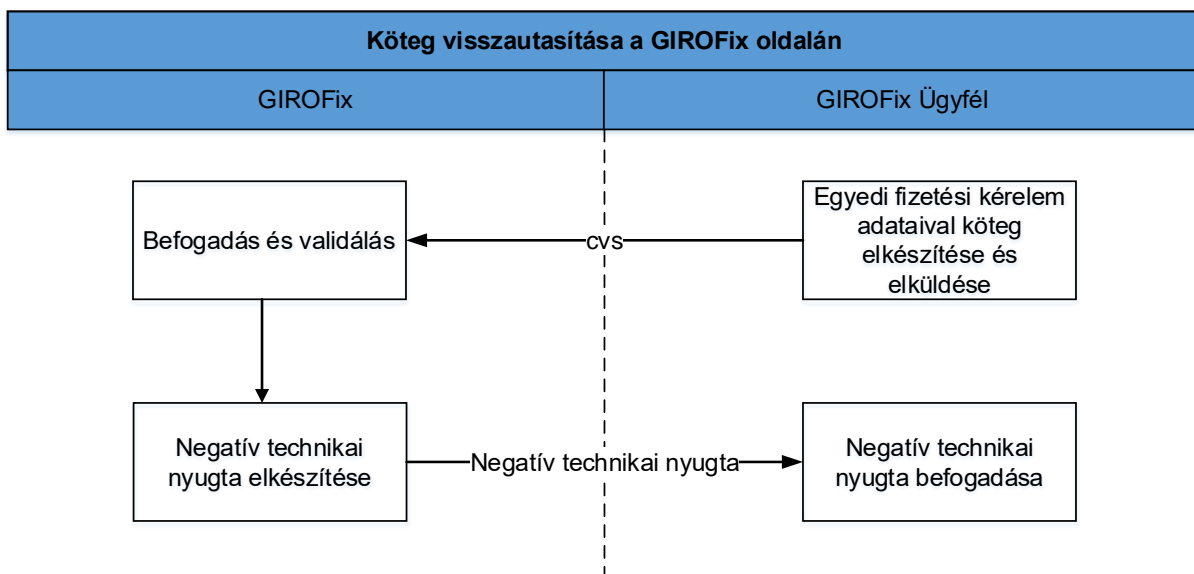 Köteg visszautasítása a GIROFix oldalán
GIROFix
GIROFix Ügyfél
Befogadás és validálás
cvs
Egyedi fizetési kérelem
adataival köteg
elkészítése és
elküldése
Negatív technikai
nyugta elkészítése
Negatív technikai nyugta
Negatív technikai
nyugta befogadása